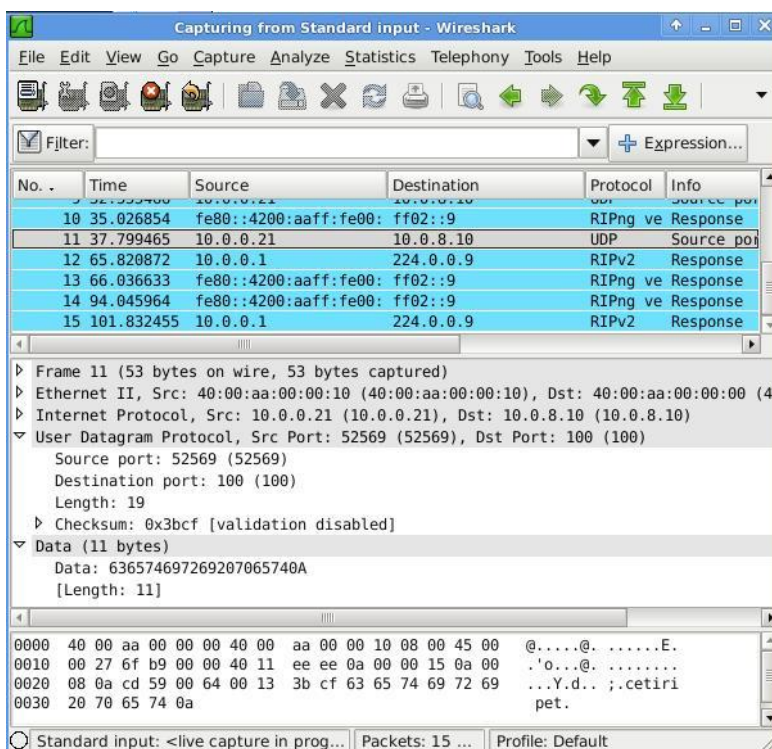 Capturing from Standard input - Wireshark
File Edit View Go Capture Analyze Statistics Telephony Tools Help
Filter: Expression...
No. . Time Source Destination Protocol Info
10 35.026854 fe80::4200:aaff:fe00: ff02::9 RIPng ve Response
11 37.799465 10.0.0.21 10.0.8.10 UDP Source por
12 65.820872 10.0.0.1 224.0.0.9 RIPv2 Response
13 66.036633 fe80::4200:aaff:fe00: ff02::9 RIPng ve Response
14 94.045964 fe80::4200:aaff:fe00: ff02::9 RIPng ve Response
15 101.832455 10.0.0.1 224.0.0.9 RIPv2 Response
Frame 11 (53 bytes on wire, 53 bytes captured)
Ethernet II, Src: 40:00:aa:00:00:10 (40:00:aa:00:00:10), Dst: 40:00:aa:00:00:00 (4
Internet Protocol, Src: 10.0.0.21 (10.0.0.21), Dst: 10.0.8.10 (10.0.8.10)
User Datagram Protocol, Src Port: 52569 (52569), Dst Port: 100 (100)
Source port: 52569 (52569)
Destination port: 100 (100)
Length: 19
Checksum: 0x3bcf [validation disabled]
Data (11 bytes)
Data: 636574697269207065740A
[Length: 11]
0000 40 00 aa 00 00 00 40 00 aa 00 00 10 08 00 45 00 @.....@. ......E.
0010 00 27 6f b9 00 00 40 11 ee ee 0a 00 00 15 0a 00 .'o...@. ........
0020 08 0a cd 59 00 64 00 13 3b cf 63 65 74 69 72 69 ...Y.d.. ;.cetiri
0030 20 70 65 74 0a pet.
Standard input: <live capture in prog... Packets: 15 ... Profile: Default